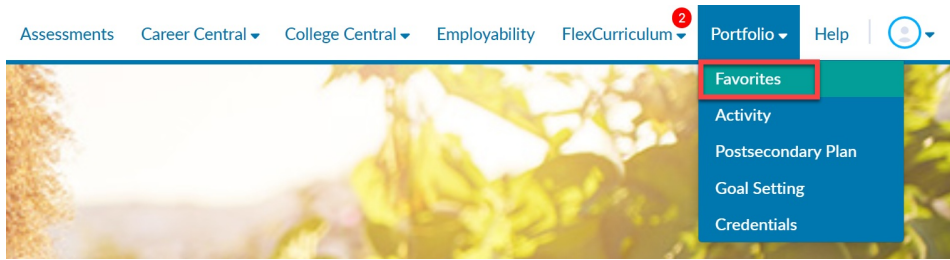 2
Assessments Career Central College Central Employability FlexCurriculum Portfolio Help
Favorites
Activity
Postsecondary Plan
Goal Setting
Credentials